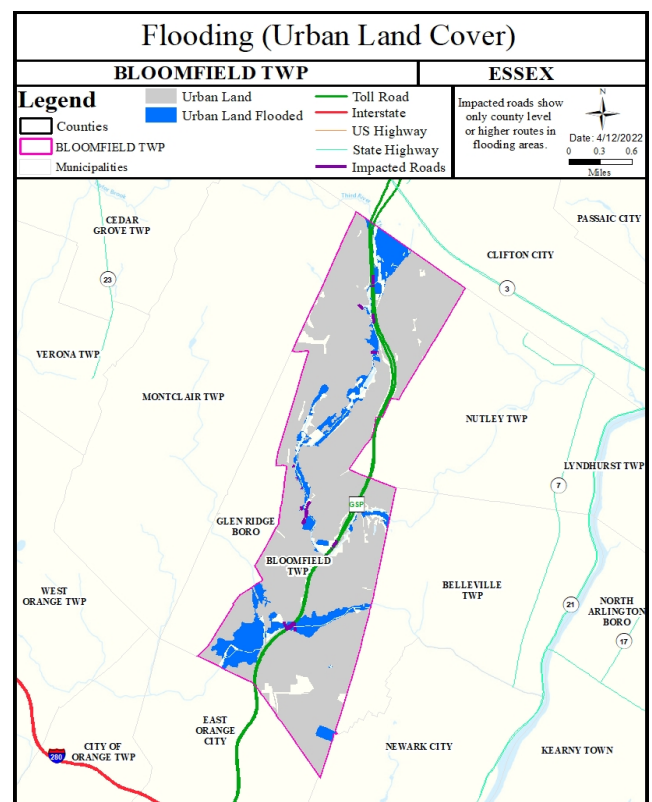 Flooding (Urban Land Cover)
BLOOMFIELD TWP
ESSEX
Legend
Counties
BLOOMFIELD TWP
Municipalities
Urban Land
Urban Land Flooded
Toll Road
Interstate
US Highway
State Highway
Impacted Roads
Impacted roads show
only county level
or higher routes in
flooding areas.
N
Date: 4/12/2022
0 0.3 0.6
Miles
Third River
CEDAR
GROVE TWP
PASSAIC CITY
CLIFTON CITY
23
3
VERONA TWP
MONTCLAIR TWP
NUTLEY TWP
LYNDHURST TWP
7
GSP
GLEN RIDGE
BORO
BLOOMFIELD
TWP
WEST
ORANGE TWP
BELLEVILLE
TWP
21
NORTH
ARLINGTON
BORO
17
EAST
ORANGE
CITY
280
CITY OF
ORANGE TWP
NEWARK CITY
KEARNY TOWN